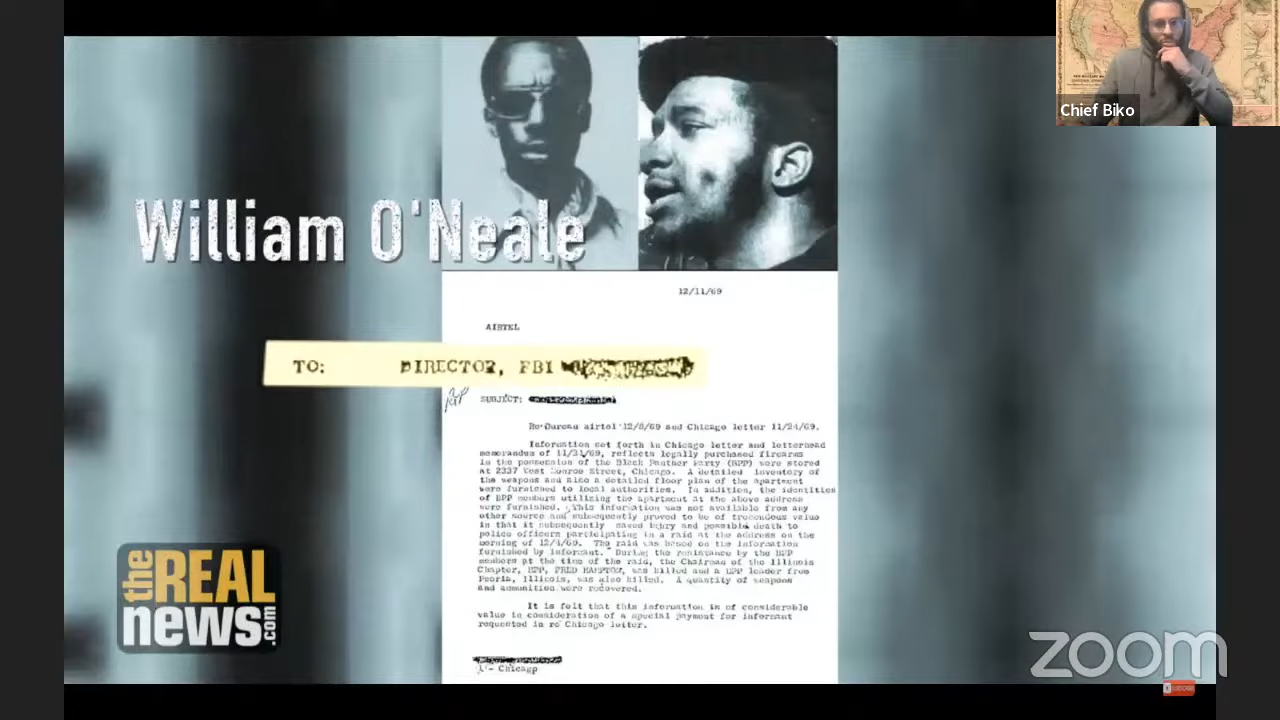 Chief Biko
William O'Neale
12/11/69
AIRTEL
TO: DIRECTOR, FBI
SUBJECT:
Re Bureau airtel 12/8/69 and Chicago letter 11/24/69.
Information set forth in Chicago letter and letterhead
memorandum of 11/21/69, reflects legally purchased firearms
in the possession of the Black Panther Party (BPP) were stored
at 2337 West Monroe Street, Chicago. A detailed inventory of
the weapons and also a detailed floor plan of the apartment
were furnished to local authorities. In addition, the identities
of BPP members utilizing the apartment at the above address
were furnished. This information was not available from any
other source and subsequently proved to be of tremendous value
in that it subsequently saved injury and possible death to
police officers participating in a raid at the address on the
morning of 12/4/69. The raid was based on the information
furnished by informant. During the resistance by the BPP
members at the time of the raid, the Chairman of the Illinois
Chapter, BPP, FRED HAMPTON, was killed and a BPP leader from
Peoria, Illinois, was also killed. A quantity of weapons
and ammunition were recovered.
It is felt that this information is of considerable
value in consideration of a special payment for informant
requested in re Chicago letter.
1 - Chicago
the REAL
news.com
zoom
SUBSCRIBE